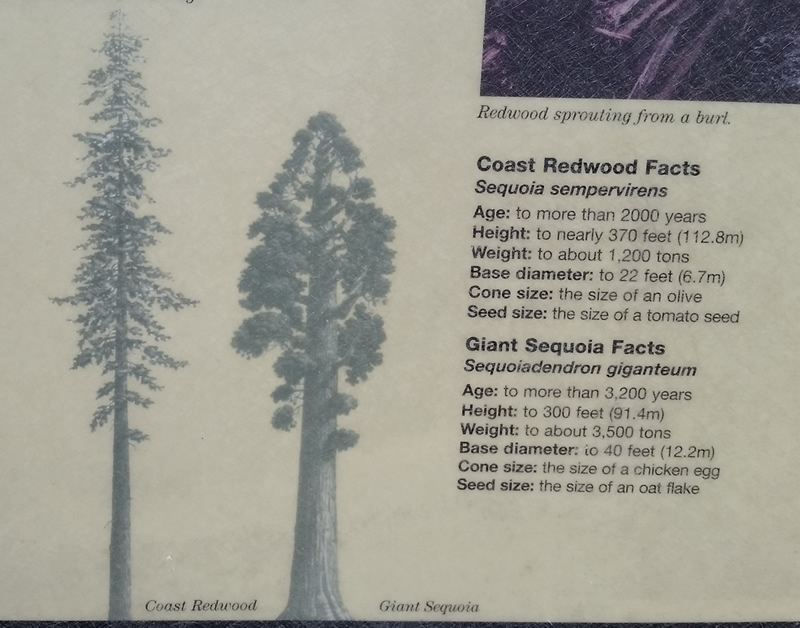 Redwood sprouting from a burl.
Coast Redwood Facts
Sequoia sempervirens
Age: to more than 2000 years
Height: to nearly 370 feet (112.8m)
Weight: to about 1,200 tons
Base diameter: to 22 feet (6.7m)
Cone size: the size of an olive
Seed size: the size of a tomato seed
Giant Sequoia Facts
Sequoiadendron giganteum
Age: to more than 3,200 years
Height: to 300 feet (91.4m)
Weight: to about 3,500 tons
Base diameter: to 40 feet (12.2m)
Cone size: the size of a chicken egg
Seed size: the size of an oat flake
Coast Redwood
Giant Sequoia